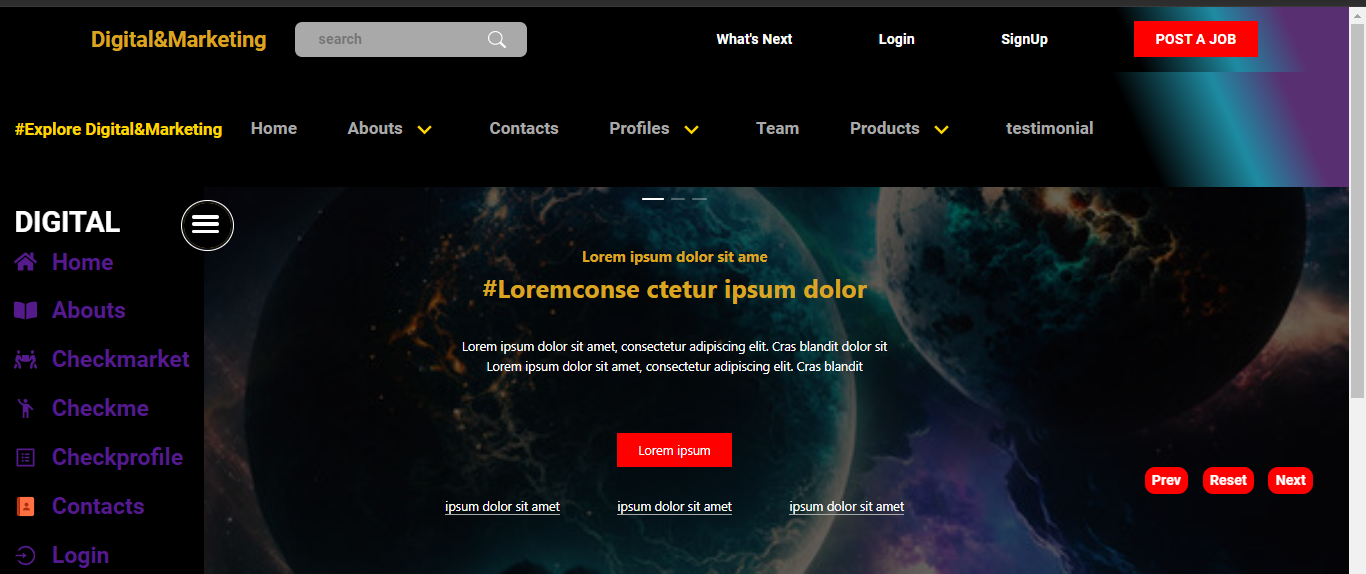 Digital&Marketing
search
What's Next
Login
SignUp
POST A JOB
#Explore Digital&Marketing
Home
Abouts
Contacts
Profiles
Team
Products
testimonial
DIGITAL
Home
Abouts
Checkmarket
Checkme
Checkprofile
Contacts
Login
Lorem ipsum dolor sit ame
#Loremconse ctetur ipsum dolor
Lorem ipsum dolor sit amet, consectetur adipiscing elit. Cras blandit dolor sit
Lorem ipsum dolor sit amet, consectetur adipiscing elit. Cras blandit
Lorem ipsum
ipsum dolor sit amet
ipsum dolor sit amet
ipsum dolor sit amet
Prev
Reset
Next